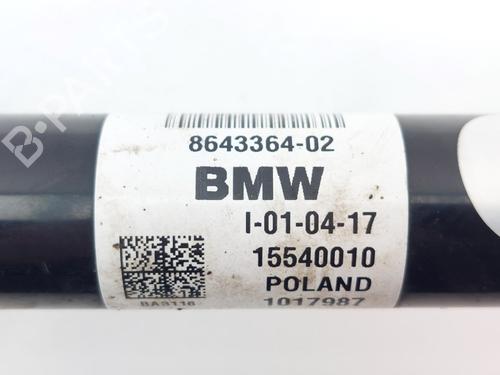 B-PARTS
8643364-02
BMW
I-01-04-17
15540010
POLAND
BA3116
1017987